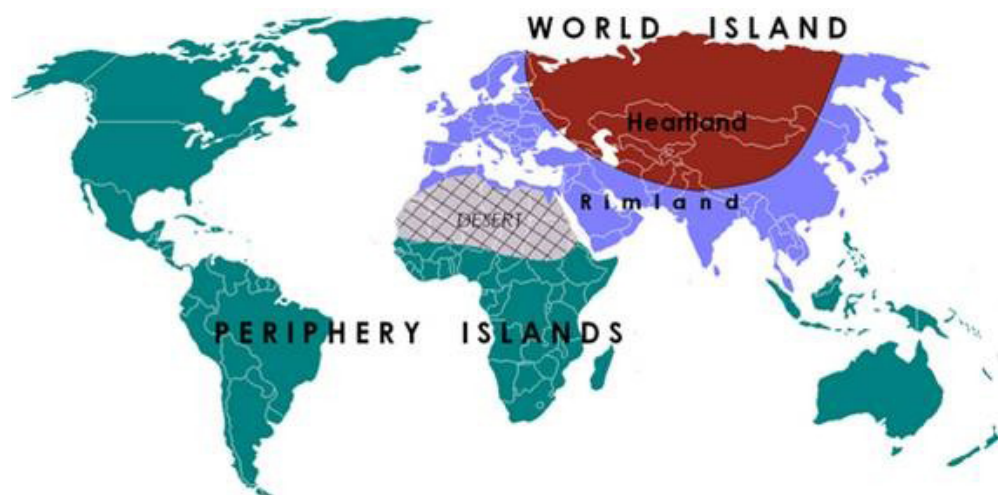 WORLD ISLAND
Heartland
Rimland
DESERT
PERIPHERY ISLANDS